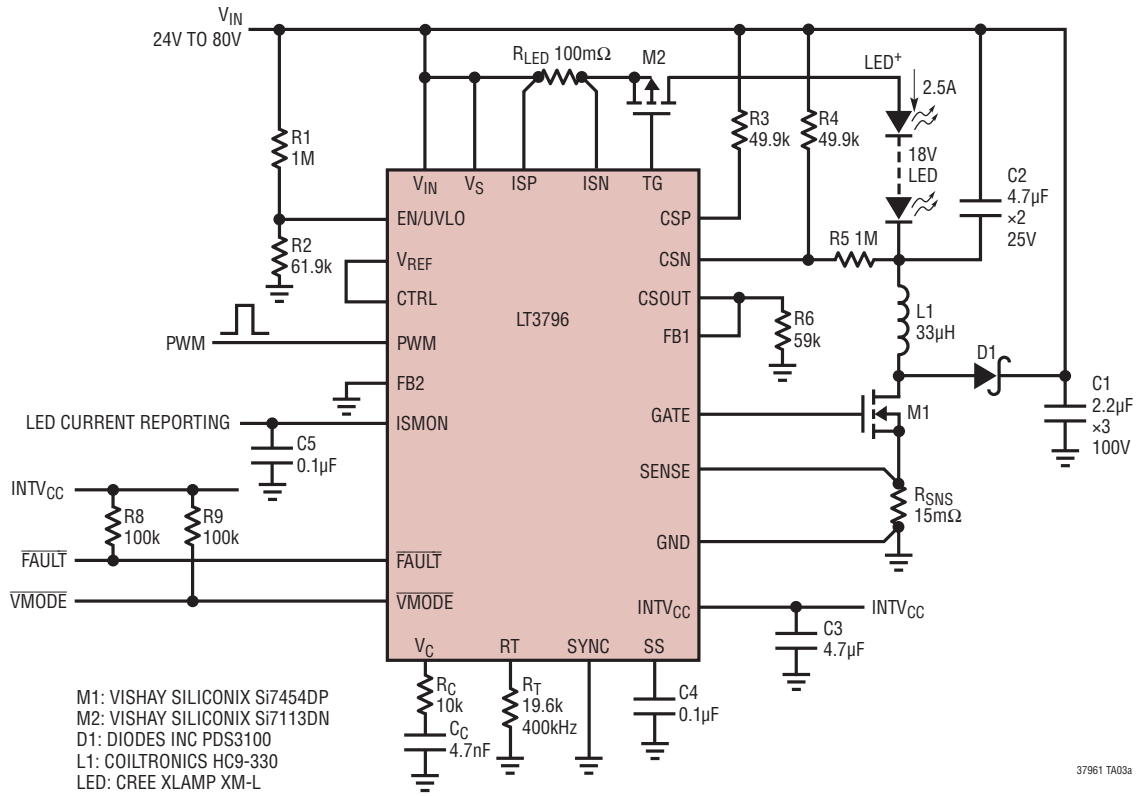 VIN
24V TO 80V
RLED 100mΩ
M2
LED+
2.5A
R1
1M
R3
49.9k
R4
49.9k
18V
LED
C2
4.7µF
×2
25V
VIN
VS
ISP
ISN
TG
EN/UVLO
CSP
R2
61.9k
VREF
CSN
R5 1M
CTRL
CSOUT
LT3796
R6
59k
L1
33µH
PWM
PWM
FB1
D1
FB2
C1
2.2µF
×3
100V
LED CURRENT REPORTING
ISMON
GATE
M1
C5
0.1µF
SENSE
INTVCC
RSNS
15mΩ
R8
100k
R9
100k
GND
FAULT
FAULT
VMODE
VMODE
INTVCC
INTVCC
C3
4.7µF
VC
RT
SYNC
SS
RC
10k
RT
19.6k
400kHz
C4
0.1µF
CC
4.7nF
M1: VISHAY SILICONIX Si7454DP
M2: VISHAY SILICONIX Si7113DN
D1: DIODES INC PDS3100
L1: COILTRONICS HC9-330
LED: CREE XLAMP XM-L
37961 TA03a